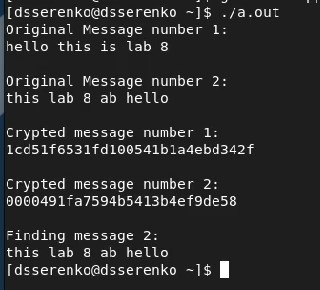 [dsserenko@dsserenko ~]$ ./a.out
Original Message number 1:
hello this is lab 8
Original Message number 2:
this lab 8 ab hello
Crypted message number 1:
1cd51f6531fd100541b1a4ebd342f
Crypted message number 2:
0000491fa7594b5413b4ef9de58
Finding message 2:
this lab 8 ab hello
[dsserenko@dsserenko ~]$